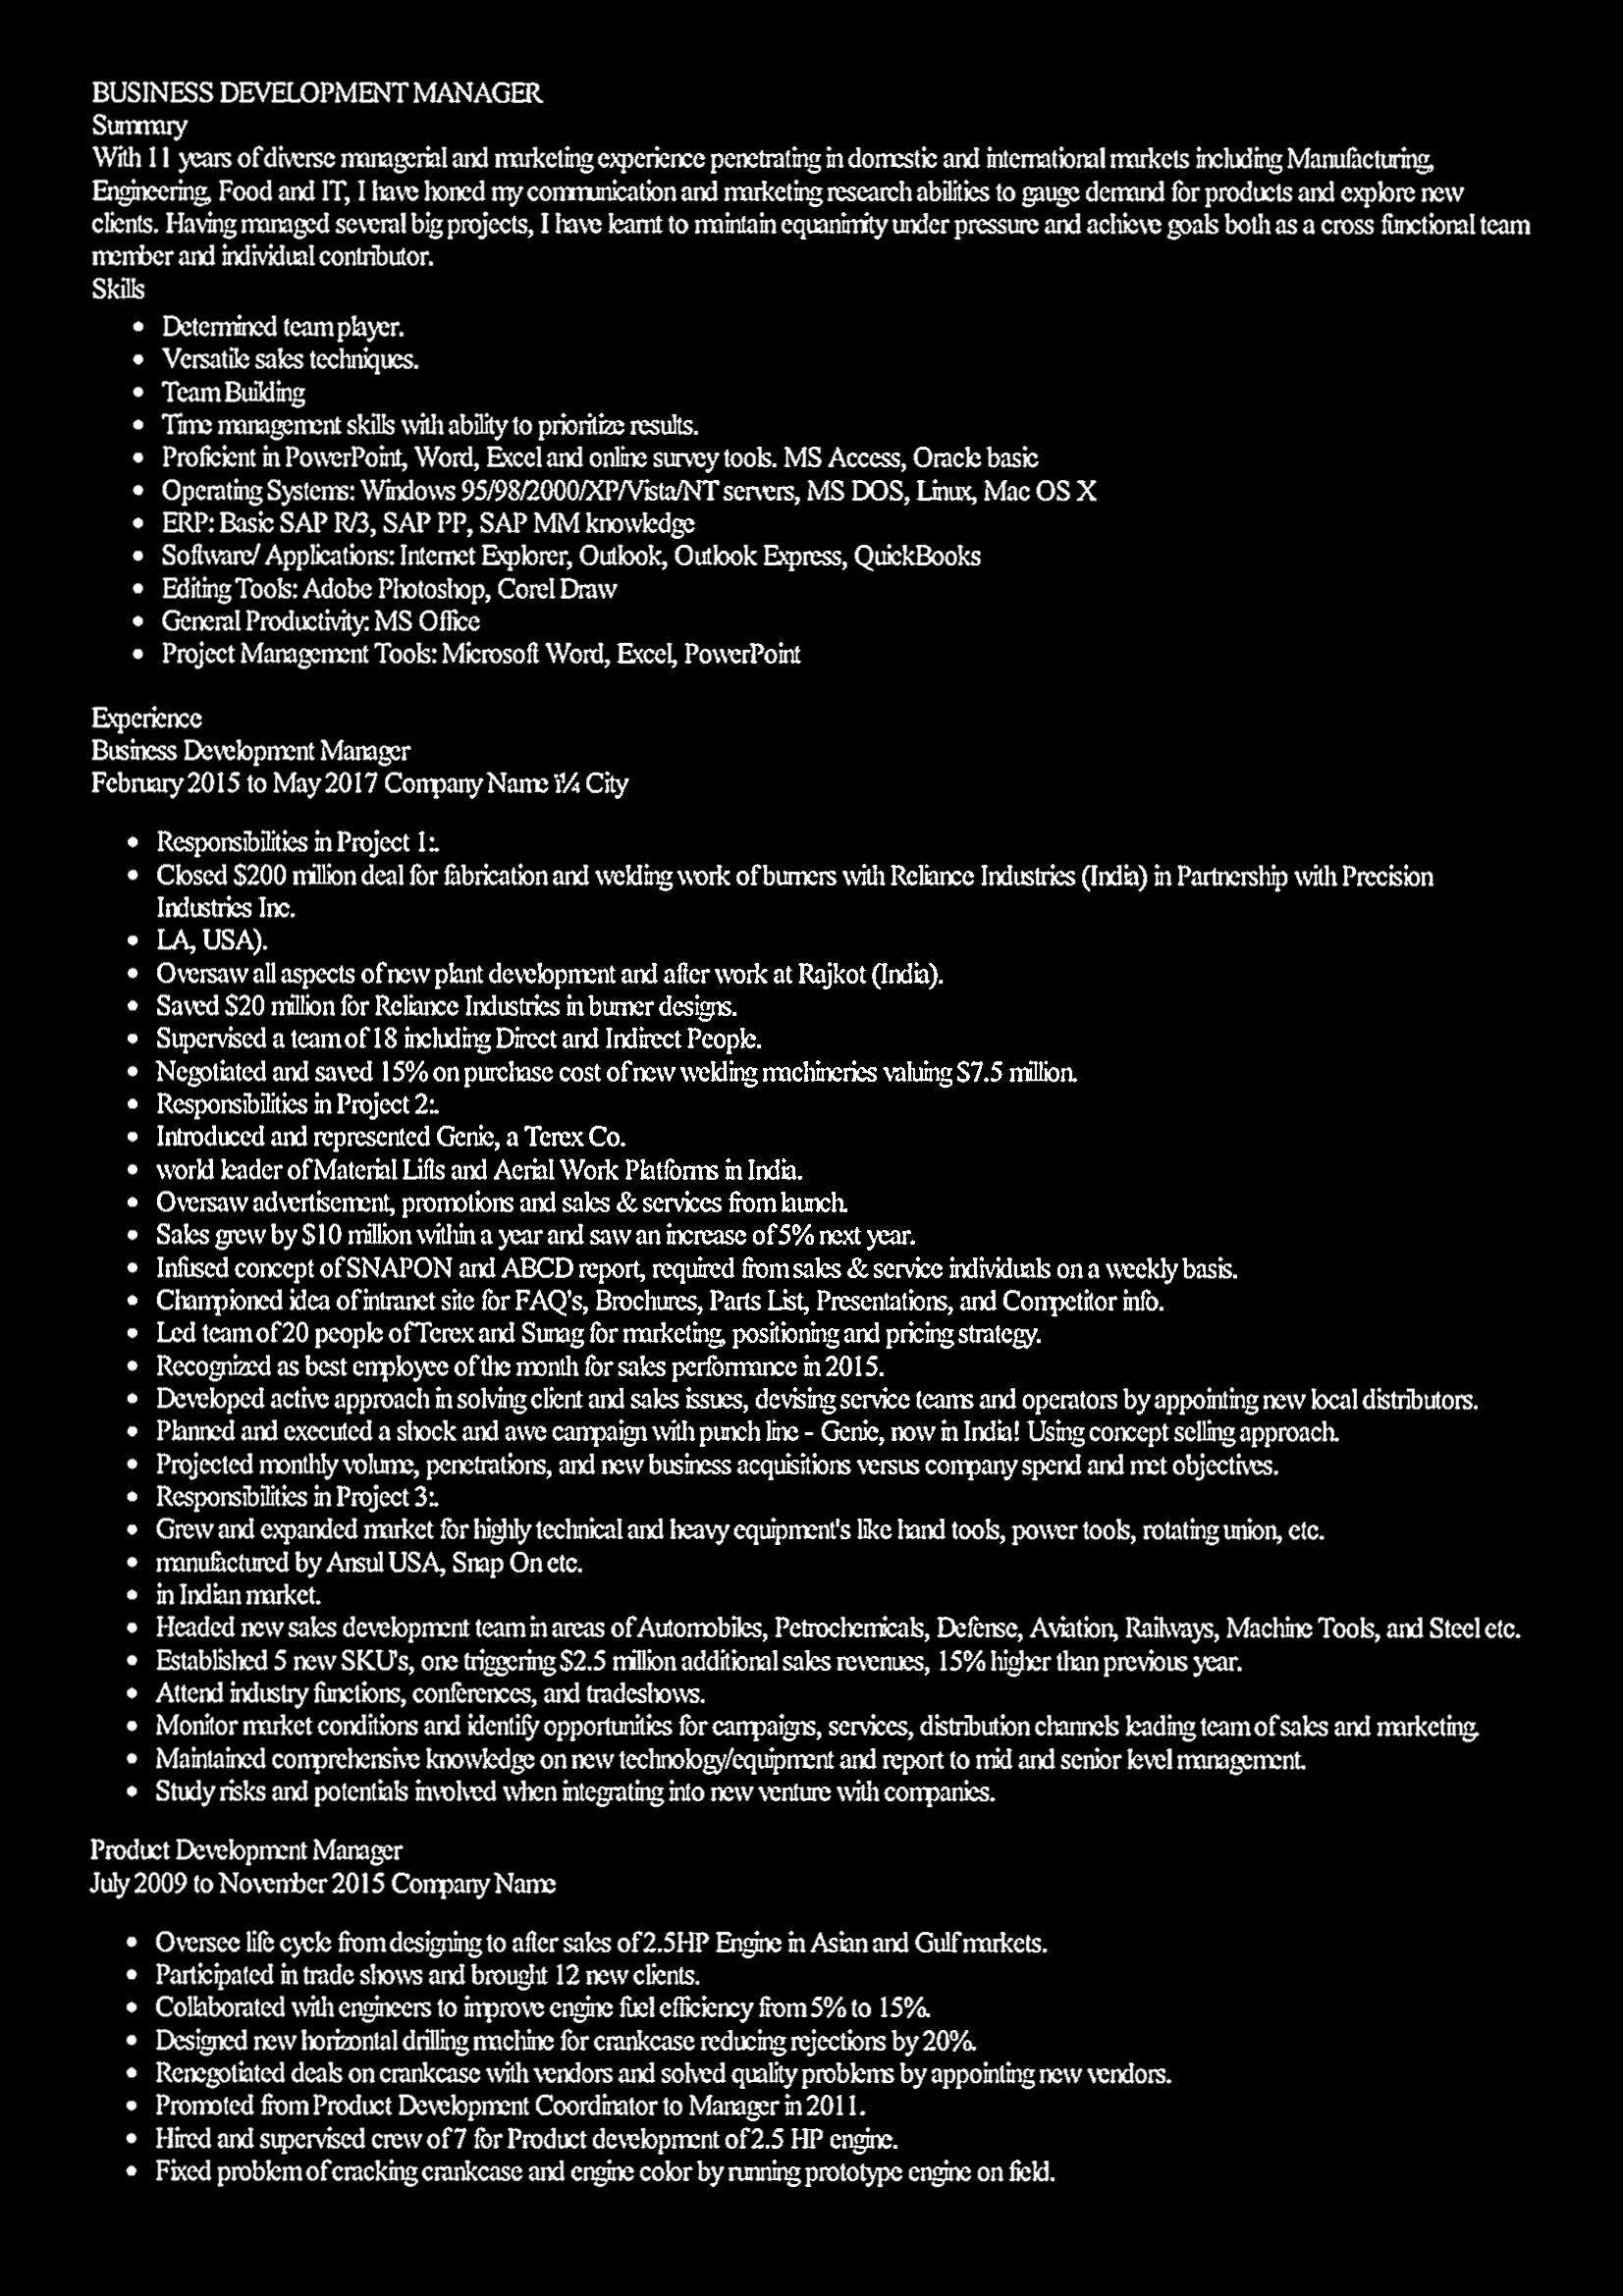 BUSINESS DEVELOPMENT MANAGER
Summary
With 11 years of diverse managerial and marketing experience penetrating in domestic and international markets including Manufacturing,
Engineering, Food and IT, I have honed my communication and marketing research abilities to gauge demand for products and explore new
clients. Having managed several big projects, I have learnt to maintain equanimity under pressure and achieve goals both as a cross functional team
member and individual contributor.
Skills
• Determined team player.
• Versatile sales techniques.
• Team Building
• Time management skills with ability to prioritize results.
• Proficient in PowerPoint, Word, Excel and online survey tools. MS Access, Oracle basic
• Operating Systems: Windows 95/98/2000/XP/Vista/NT servers, MS DOS, Linux, Mac OS X
• ERP: Basic SAP R/3, SAP PP, SAP MM knowledge
• Software/ Applications: Internet Explorer, Outlook, Outlook Express, QuickBooks
• Editing Tools: Adobe Photoshop, Corel Draw
• General Productivity: MS Office
• Project Management Tools: Microsoft Word, Excel, PowerPoint
Experience
Business Development Manager
February 2015 to May 2017 Company Name ï¼ City
• Responsibilities in Project 1:.
• Closed $200 million deal for fabrication and welding work of burners with Reliance Industries (India) in Partnership with Precision
Industries Inc.
• LA, USA).
• Oversaw all aspects of new plant development and after work at Rajkot (India).
• Saved $20 million for Reliance Industries in burner designs.
• Supervised a team of 18 including Direct and Indirect People.
• Negotiated and saved 15% on purchase cost of new welding machineries valuing $7.5 million.
• Responsibilities in Project 2:.
• Introduced and represented Genie, a Terex Co.
• world leader of Material Lifts and Aerial Work Platforms in India.
• Oversaw advertisement, promotions and sales & services from launch.
• Sales grew by $10 million within a year and saw an increase of 5% next year.
• Infused concept of SNAPON and ABCD report, required from sales & service individuals on a weekly basis.
• Championed idea of intranet site for FAQ's, Brochures, Parts List, Presentations, and Competitor info.
• Led team of 20 people of Terex and Sunag for marketing, positioning and pricing strategy.
• Recognized as best employee of the month for sales performance in 2015.
• Developed active approach in solving client and sales issues, devising service teams and operators by appointing new local distributors.
• Planned and executed a shock and awe campaign with punch line - Genie, now in India! Using concept selling approach.
• Projected monthly volume, penetrations, and new business acquisitions versus company spend and met objectives.
• Responsibilities in Project 3:.
• Grew and expanded market for highly technical and heavy equipment's like hand tools, power tools, rotating union, etc.
• manufactured by Ansul USA, Snap On etc.
• in Indian market.
• Headed new sales development team in areas of Automobiles, Petrochemicals, Defense, Aviation, Railways, Machine Tools, and Steel etc.
• Established 5 new SKU's, one triggering $2.5 million additional sales revenues, 15% higher than previous year.
• Attend industry functions, conferences, and tradeshows.
• Monitor market conditions and identify opportunities for campaigns, services, distribution channels leading team of sales and marketing.
• Maintained comprehensive knowledge on new technology/equipment and report to mid and senior level management.
• Study risks and potentials involved when integrating into new venture with companies.
Product Development Manager
July 2009 to November 2015 Company Name
• Oversee life cycle from designing to after sales of 2.5HP Engine in Asian and Gulf markets.
• Participated in trade shows and brought 12 new clients.
• Collaborated with engineers to improve engine fuel efficiency from 5% to 15%.
• Designed new horizontal drilling machine for crankcase reducing rejections by 20%.
• Renegotiated deals on crankcase with vendors and solved quality problems by appointing new vendors.
• Promoted from Product Development Coordinator to Manager in 2011.
• Hired and supervised crew of 7 for Product development of 2.5 HP engine.
• Fixed problem of cracking crankcase and engine color by running prototype engine on field.